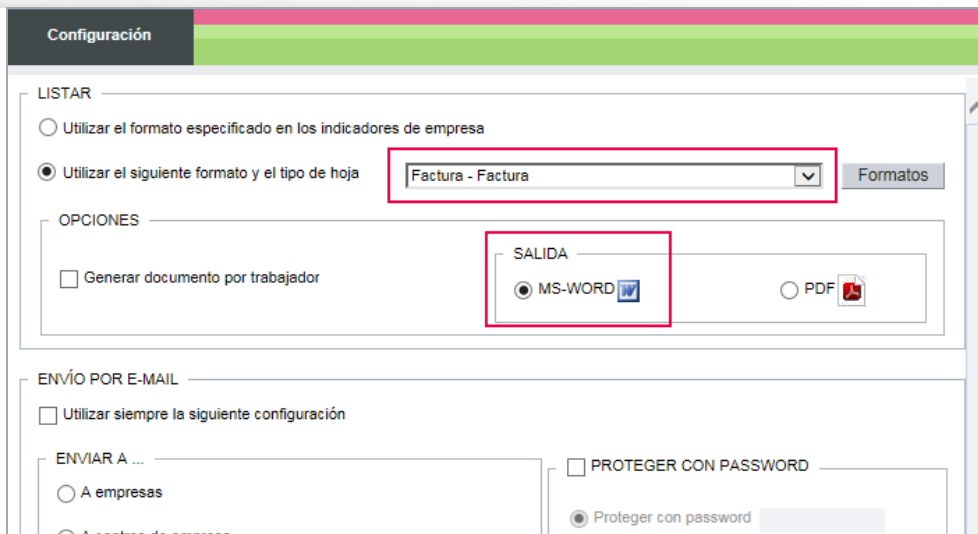 Configuración
LISTAR
Utilizar el formato especificado en los indicadores de empresa
Utilizar el siguiente formato y el tipo de hoja
Factura - Factura
Formatos
OPCIONES
Generar documento por trabajador
SALIDA
MS-WORD
PDF
ENVÍO POR E-MAIL
Utilizar siempre la siguiente configuración
ENVIAR A ...
PROTEGER CON PASSWORD
A empresas
Proteger con password